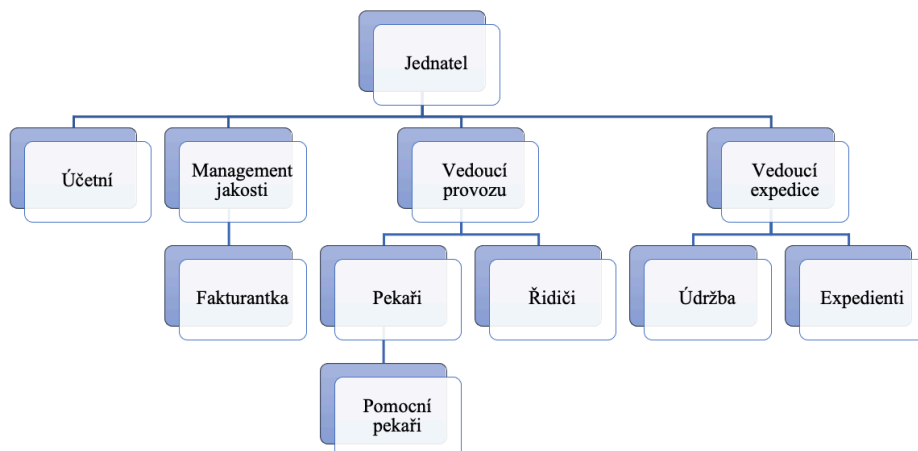 Jednatel
Účetní
Management
jakosti
Vedoucí
provozu
Vedoucí
expedice
Fakturantka
Pekaři
Řidiči
Údržba
Expedienti
Pomocní
pekaři